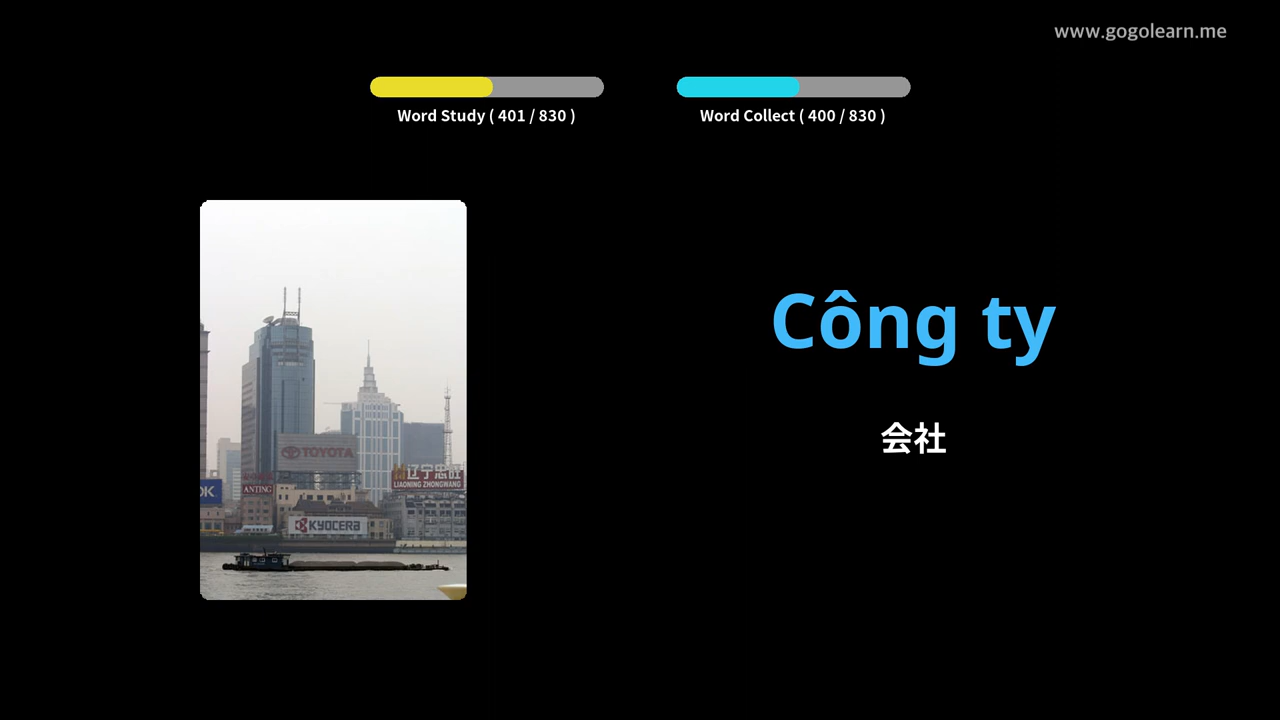 www.gogolearn.me
Word Study ( 401 / 830 )
Word Collect ( 400 / 830 )
Công ty
会社
TOYOTA
OK
ANTING
辽宁忠旺
LIAONING ZHONGWANG
KYOCERA